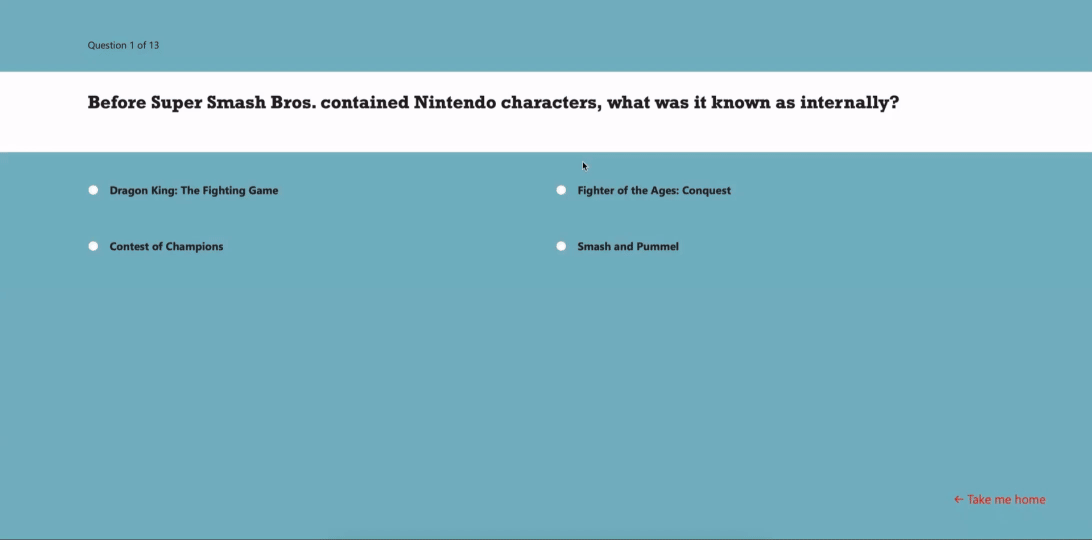 Question 1 of 13
Before Super Smash Bros. contained Nintendo characters, what was it known as internally?
Dragon King: The Fighting Game
Fighter of the Ages: Conquest
Contest of Champions
Smash and Pummel
← Take me home